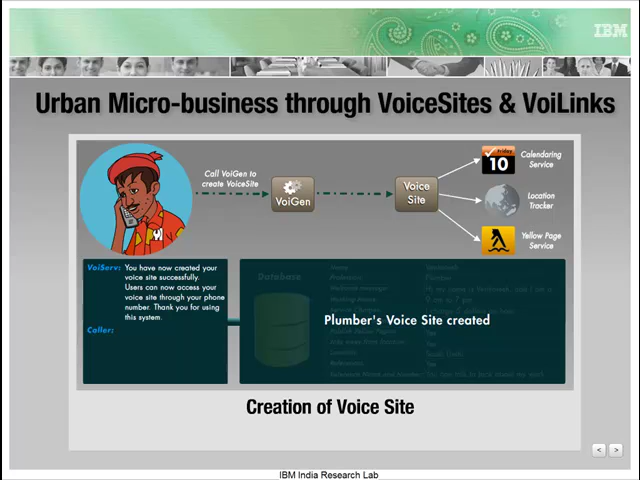 IBM
Urban Micro-business through VoiceSites & VoiLinks
Call VoiGen to
create VoiceSite
VoiGen
Voice
Site
Friday
10
Calendaring
Service
Location
Tracker
Yellow Page
Service
VoiServ: You have now created your
voice site successfully.
Users can now access your
voice site through your phone
number. Thank you for using
this system.
Caller:
Database
Plumber's Voice Site created
Creation of Voice Site
< >
IBM India Research Lab